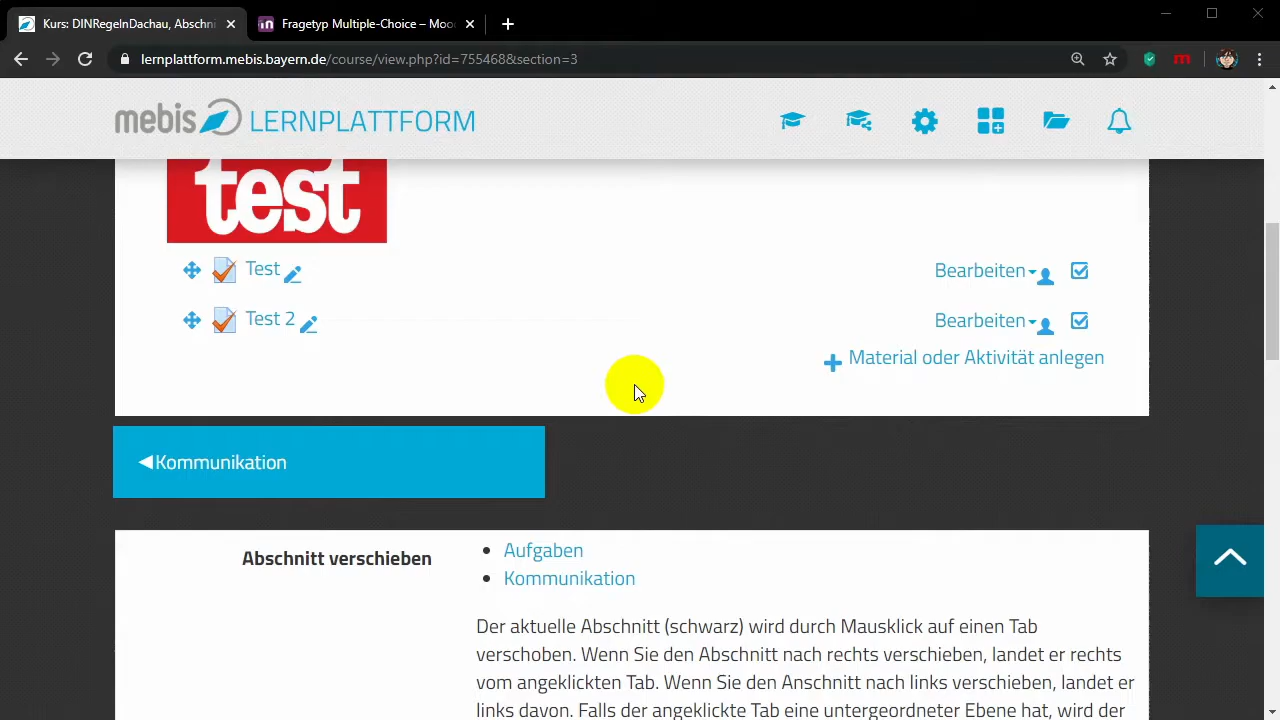 Kurs: DINRegelnDachau, Abschni
Fragetyp Multiple-Choice – Moo
lernplattform.mebis.bayern.de/course/view.php?id=755468&section=3
mebis LERNPLATTFORM
test
Test
Bearbeiten
Test 2
Bearbeiten
Material oder Aktivität anlegen
Kommunikation
Abschnitt verschieben
Aufgaben
Kommunikation
Der aktuelle Abschnitt (schwarz) wird durch Mausklick auf einen Tab
verschoben. Wenn Sie den Abschnitt nach rechts verschieben, landet er rechts
vom angeklickten Tab. Wenn Sie den Anschnitt nach links verschieben, landet er
links davon. Falls der angeklickte Tab eine untergeordneter Ebene hat, wird der